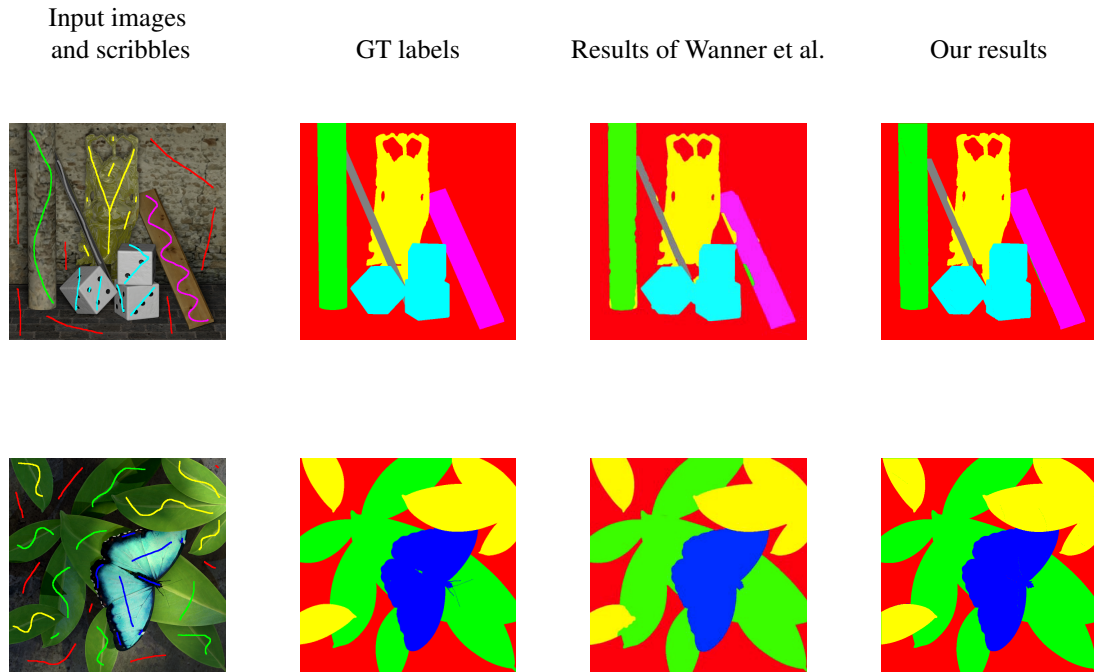 Input images
and scribbles
GT labels
Results of Wanner et al.
Our results